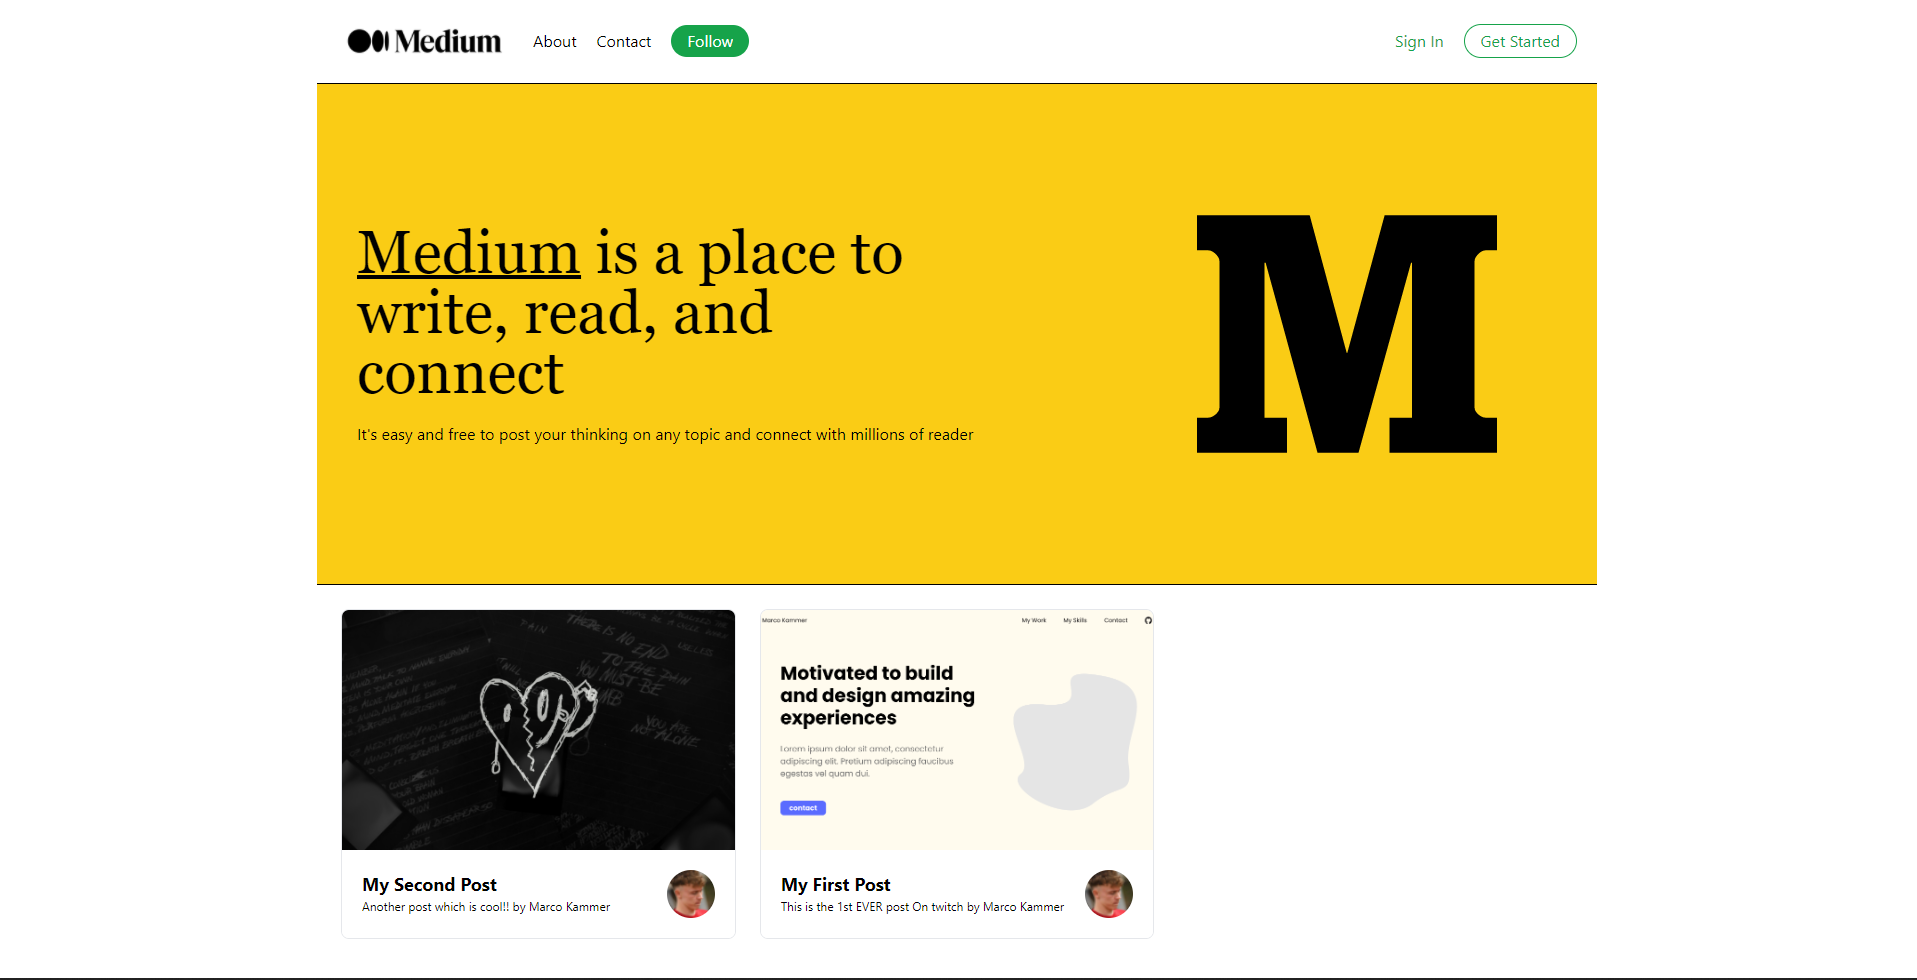 Medium
About
Contact
Follow
Sign In
Get Started
Medium is a place to
write, read, and
connect
It's easy and free to post your thinking on any topic and connect with millions of reader
M
THERE IS NO END
TO THE PAIN
YOU MUST BE
YOU ARE
NOT ALONE
PAIN
My Second Post
Another post which is cool!! by Marco Kammer
Marco Kammer
My Work
My Skills
Contact
Motivated to build
and design amazing
experiences
Lorem ipsum dolor sit amet, consectetur
adipiscing elit. Pretium adipiscing faucibus
egestas vel quam dui.
contact
My First Post
This is the 1st EVER post On twitch by Marco Kammer